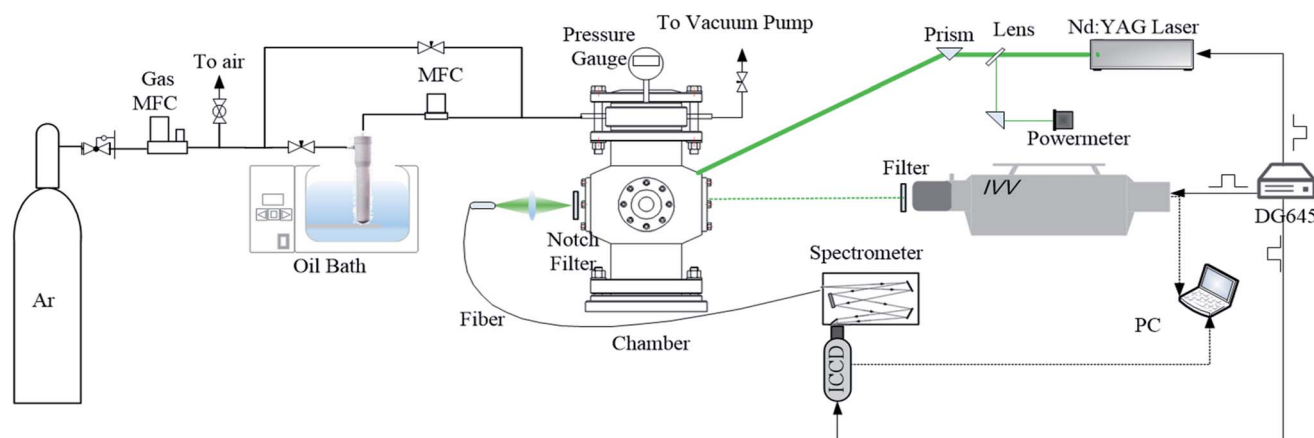 To Vacuum Pump
Pressure
Gauge
Prism
Lens
Nd:YAG Laser
To air
Gas
MFC
MFC
Powermeter
Filter
IVV
DG645
Notch
Filter
Oil Bath
Spectrometer
Ar
Fiber
Chamber
PC
ICCD